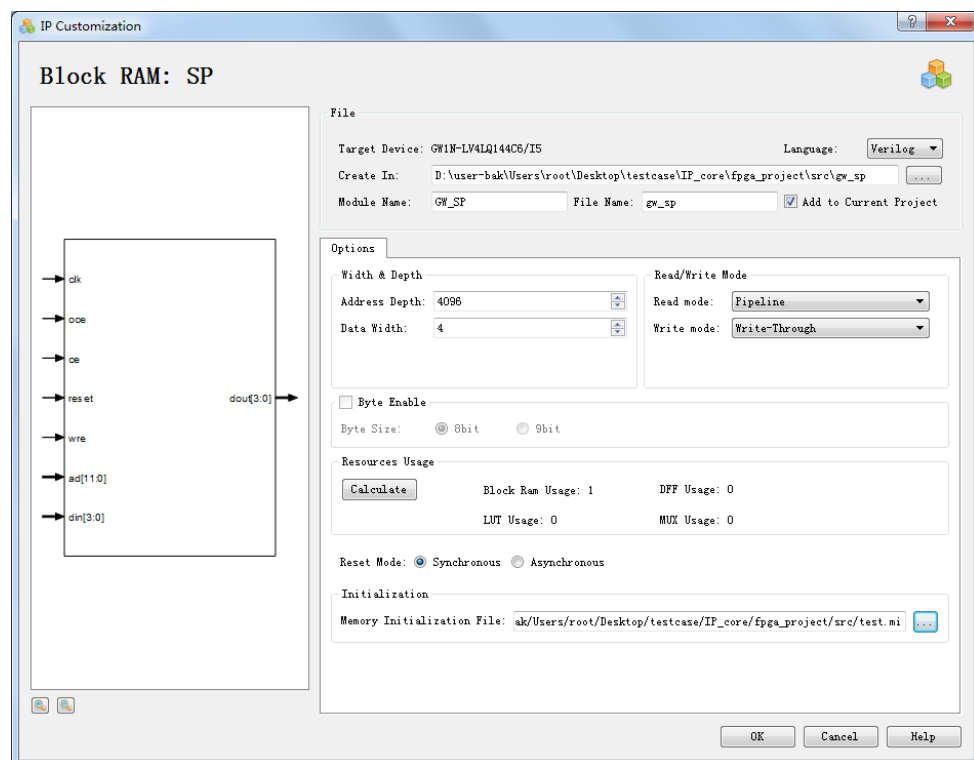 IP Customization
Block RAM: SP
File
Target Device: GW1N-LV4LQ144C6/I5 Language: Verilog
Create In: D:\user-bak\Users\root\Desktop\testcase\IP_core\fpga_project\src\gw_sp ...
Module Name: GW_SP File Name: gw_sp Add to Current Project
Options
Width & Depth Read/Write Mode
Address Depth: 4096 Read mode: Pipeline
Data Width: 4 Write mode: Write-Through
Byte Enable
Byte Size: 8bit 9bit
Resources Usage
Calculate Block Ram Usage: 1 DFF Usage: 0
LUT Usage: 0 MUX Usage: 0
Reset Mode: Synchronous Asynchronous
Initialization
Memory Initialization File: ak/Users/root/Desktop/testcase/IP_core/fpga_project/src/test.mi ...
clk
oce
ce
reset dout[3:0]
wre
ad[11:0]
din[3:0]
OK Cancel Help